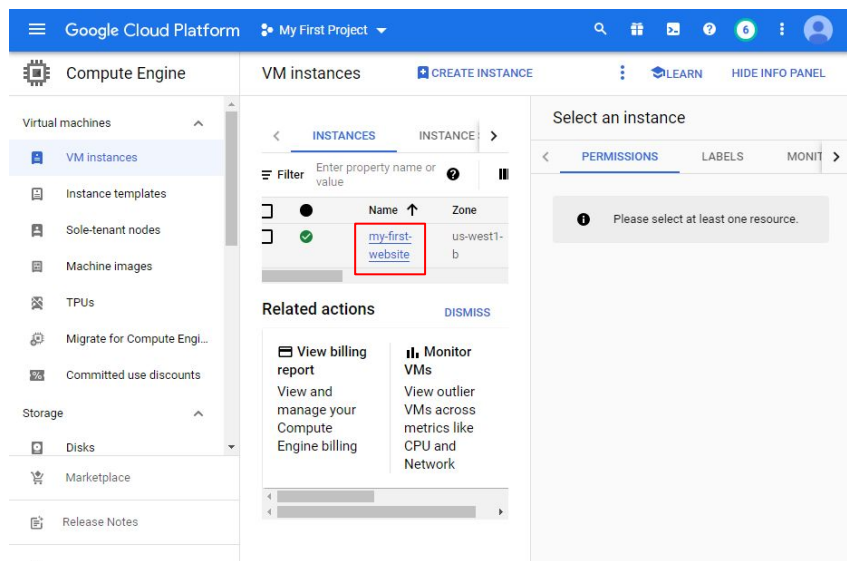 Google Cloud Platform
My First Project
6
Compute Engine
VM instances
CREATE INSTANCE
LEARN
HIDE INFO PANEL
Virtual machines
VM instances
Instance templates
Sole-tenant nodes
Machine images
TPUs
Migrate for Compute Engi...
Committed use discounts
Storage
Disks
Marketplace
Release Notes
INSTANCES
INSTANCE
Filter
Enter property name or
value
Name
Zone
my-first-
website
us-west1-
b
Related actions
DISMISS
View billing
report
View and
manage your
Compute
Engine billing
Monitor
VMs
View outlier
VMs across
metrics like
CPU and
Network
Select an instance
PERMISSIONS
LABELS
MONIT
Please select at least one resource.